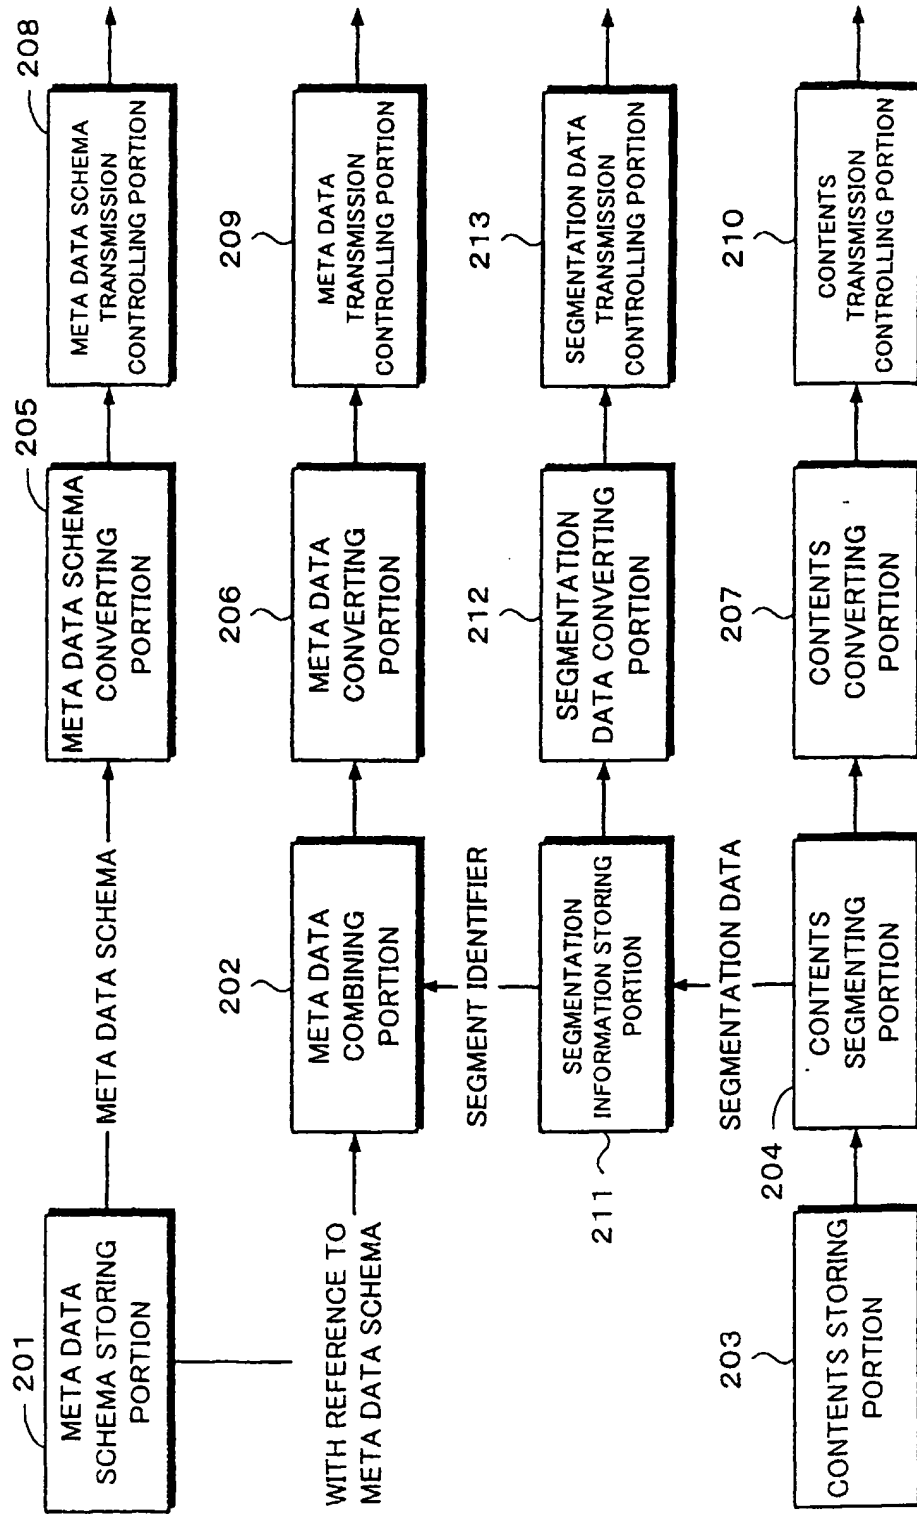 201
META DATA
SCHEMA STORING
PORTION
META DATA SCHEMA
205
META DATA SCHEMA
CONVERTING
PORTION
208
META DATA SCHEMA
TRANSMISSION
CONTROLLING PORTION
WITH REFERENCE TO
META DATA SCHEMA
202
META DATA
COMBINING
PORTION
206
META DATA
CONVERTING
PORTION
209
META DATA
TRANSMISSION
CONTROLLING PORTION
SEGMENT IDENTIFIER
211
SEGMENTATION
INFORMATION STORING
PORTION
212
SEGMENTATION
DATA CONVERTING
PORTION
213
SEGMENTATION DATA
TRANSMISSION
CONTROLLING PORTION
SEGMENTATION DATA
203
CONTENTS STORING
PORTION
204
CONTENTS
SEGMENTING
PORTION
207
CONTENTS
CONVERTING
PORTION
210
CONTENTS
TRANSMISSION
CONTROLLING PORTION